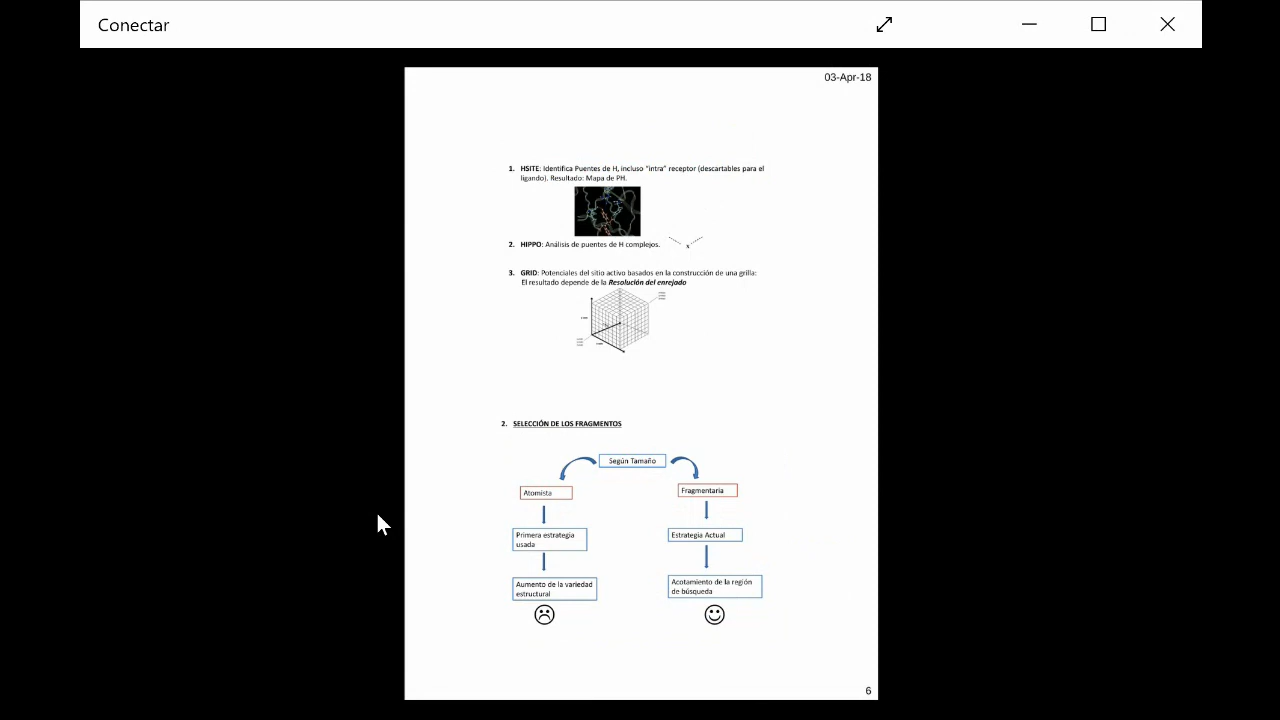 Conectar
03-Apr-18
1. HSITE: Identifica Puentes de H, incluso "intra" receptor (descartables para el
ligando). Resultado: Mapa de PH.
2. HIPPO: Análisis de puentes de H complejos.
3. GRID: Potenciales del sitio activo basados en la construcción de una grilla:
El resultado depende de la Resolución del enrejado
2. SELECCIÓN DE LOS FRAGMENTOS
Según Tamaño
Atomista
Fragmentaria
Primera estrategia
usada
Estrategia Actual
Aumento de la variedad
estructural
Acotamiento de la región
de búsqueda
6